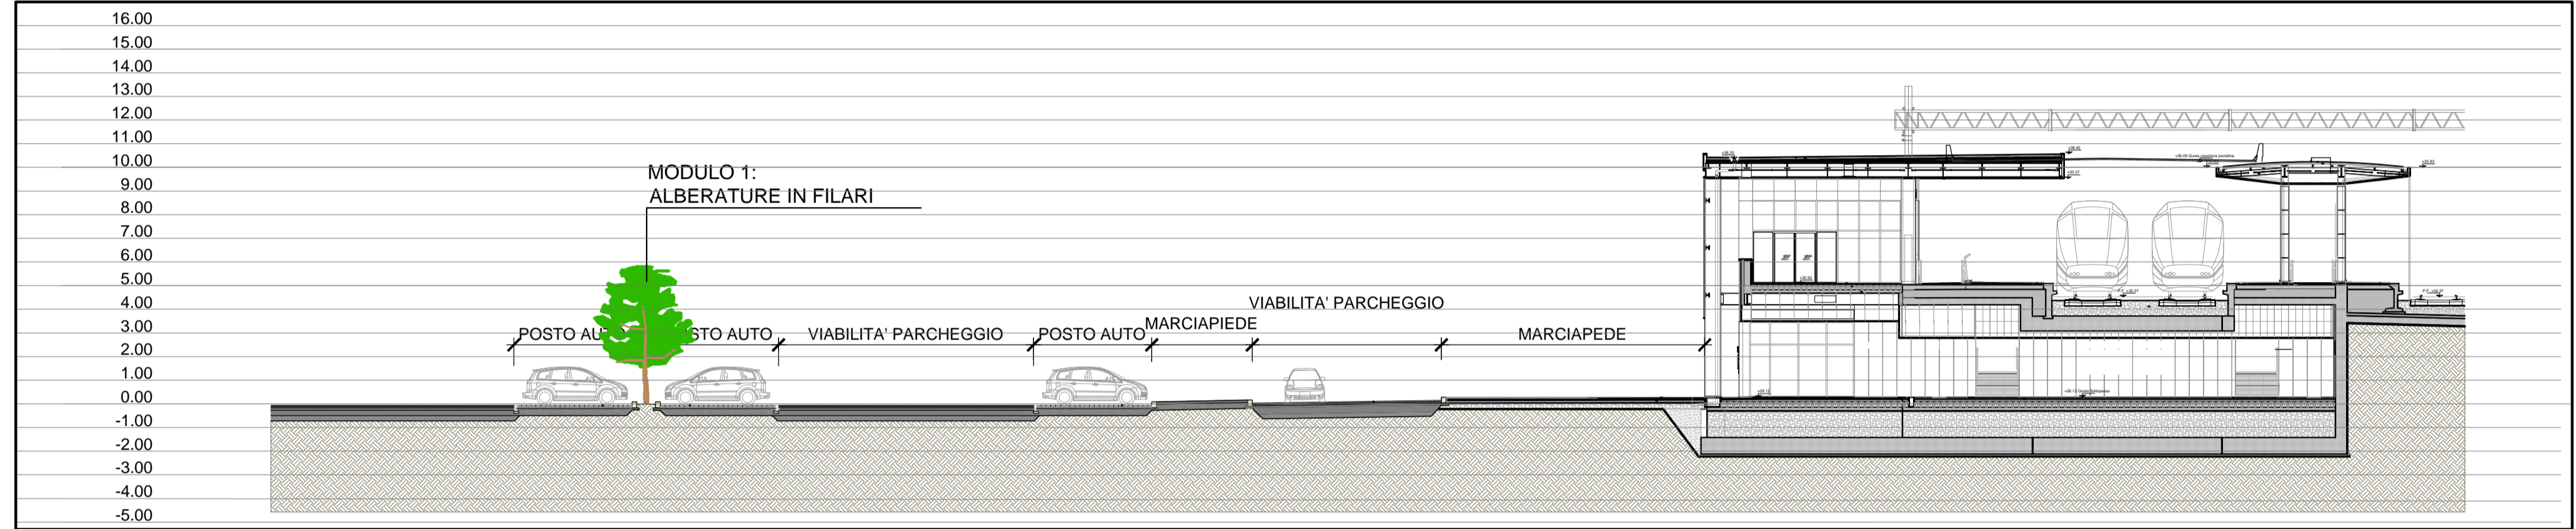 16.00
15.00
14.00
13.00
12.00
11.00
10.00
9.00
8.00
7.00
6.00
5.00
4.00
3.00
2.00
1.00
0.00
-1.00
-2.00
-3.00
-4.00
-5.00
MODULO 1:
ALBERATURE IN FILARI
POSTO AUTO
STO AUTO
VIABILITA' PARCHEGGIO
POSTO AUTO
MARCIAPIEDE
VIABILITA' PARCHEGGIO
MARCIAPEDE